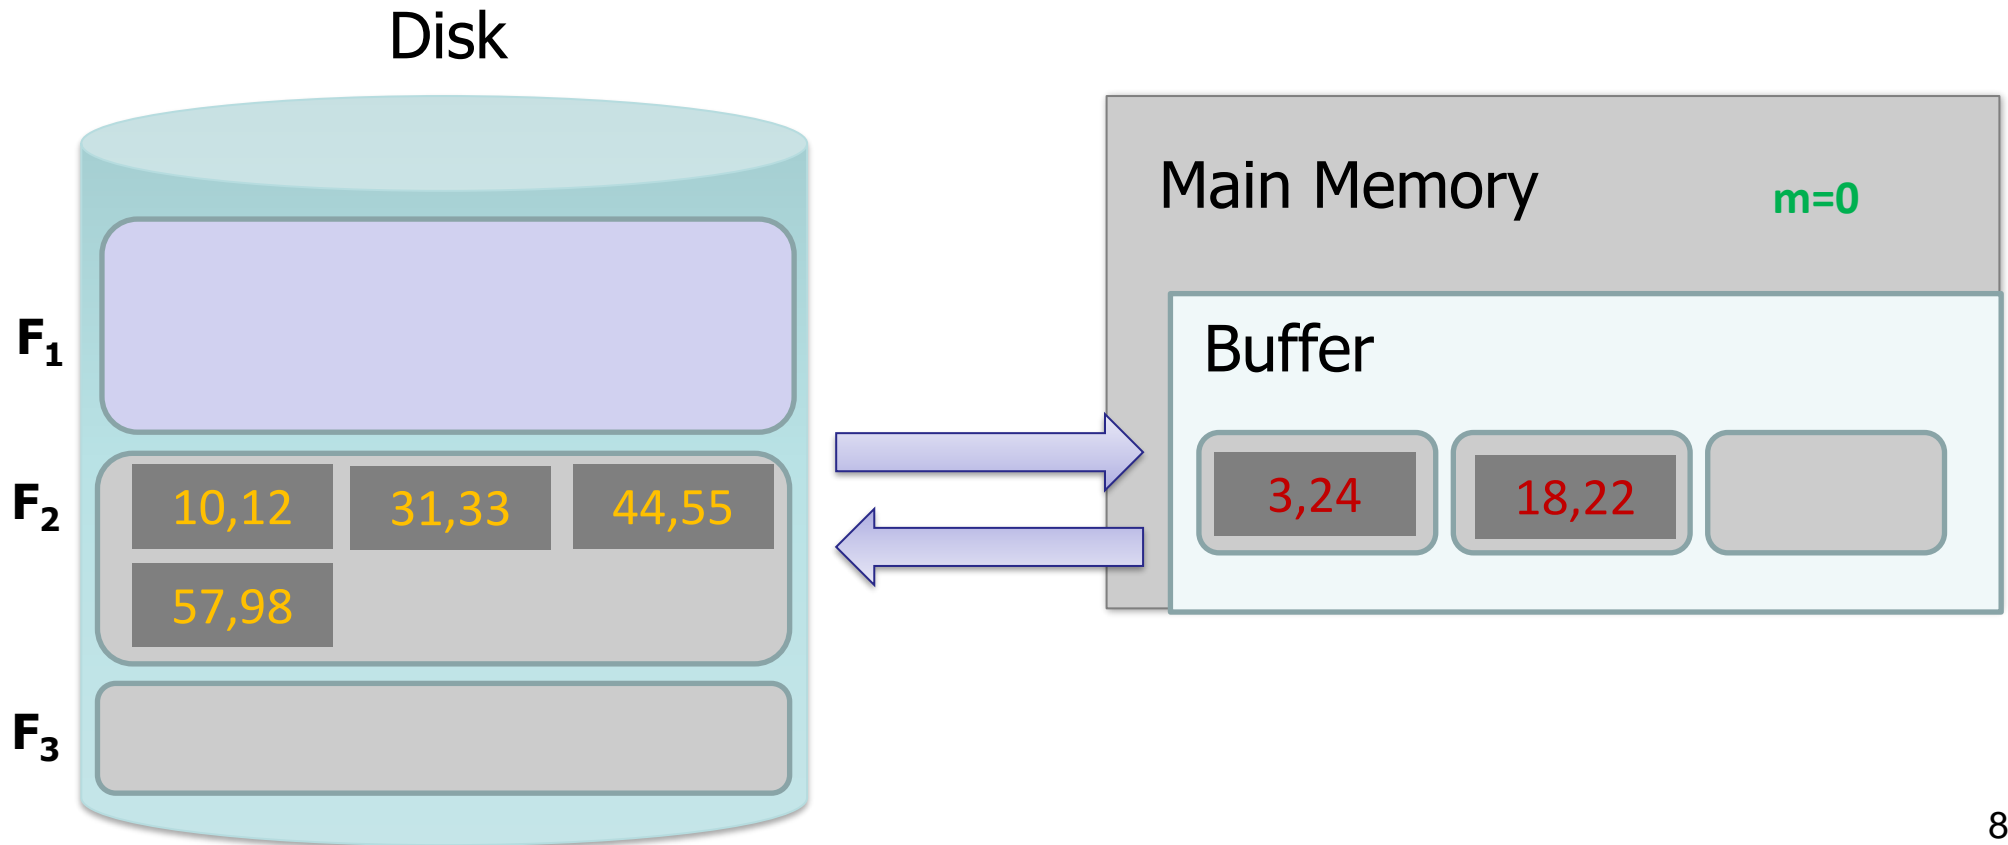 Disk
Main Memory
m=0
Buffer
F1
3,24
18,22
F2
10,12
31,33
44,55
57,98
F3
8